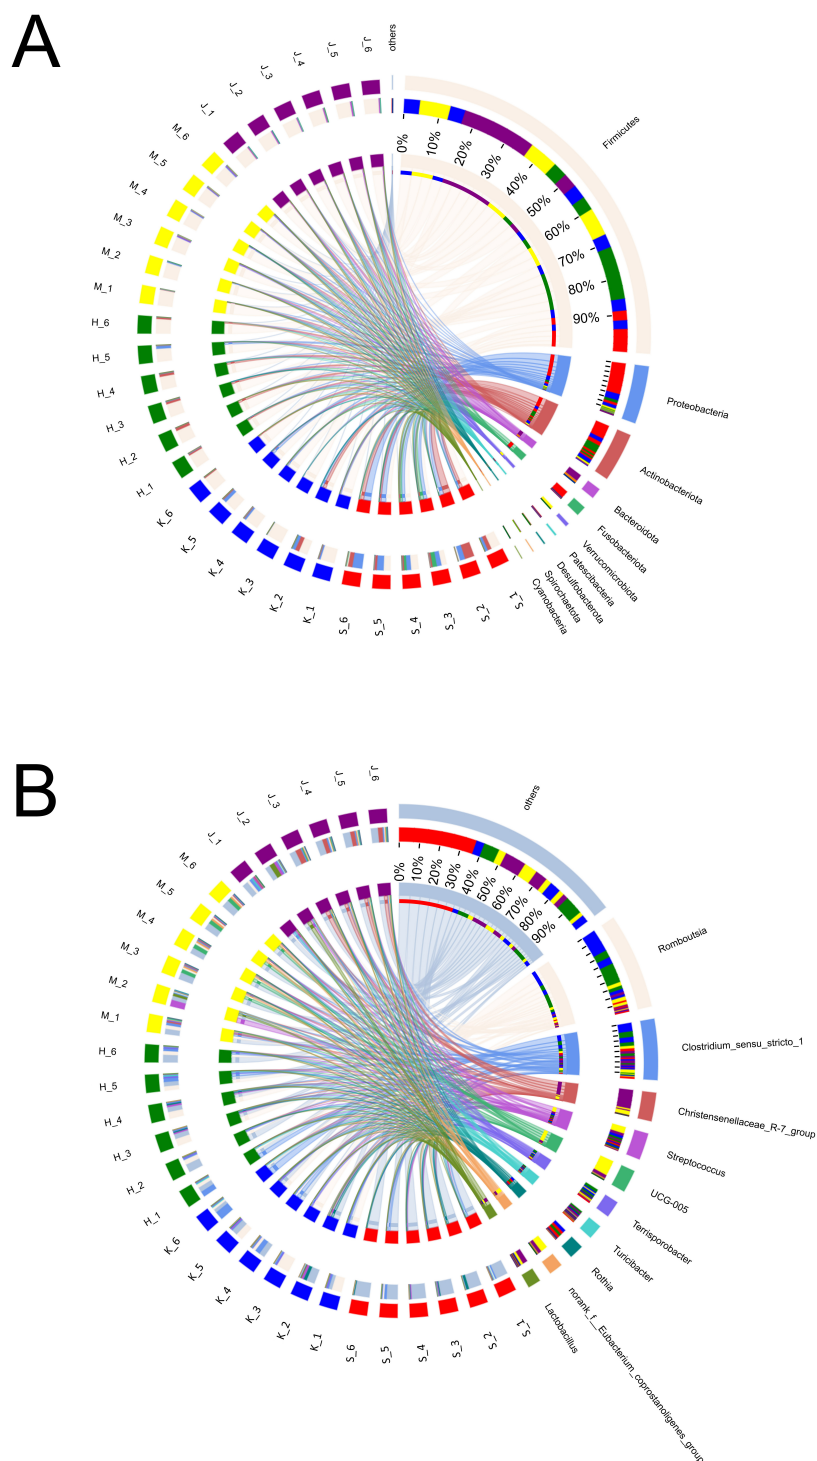 A
others
J_6
J_5
J_4
J_3
J_2
J_1
M_6
M_5
M_4
M_3
M_2
M_1
H_6
H_5
H_4
H_3
H_2
H_1
K_6
K_5
K_4
K_3
K_2
K_1
S_6
S_5
S_4
S_3
S_2
S_1
Firmicutes
0%
10%
20%
30%
40%
50%
60%
70%
80%
90%
Proteobacteria
Actinobacteriota
Bacteroidota
Fusobacteriota
Verrucomicrobiota
Patescibacteria
Desulfobacterota
Spirochaetota
Cyanobacteria
B
J_6
J_5
J_4
J_3
J_2
J_1
M_6
M_5
M_4
M_3
M_2
M_1
H_6
H_5
H_4
H_3
H_2
H_1
K_6
K_5
K_4
K_3
K_2
K_1
S_6
S_5
S_4
S_3
S_2
S_1
others
0%
10%
20%
30%
40%
50%
60%
70%
80%
90%
Romboutsia
Clostridium_sensu_stricto_1
Christensenellaceae_R-7_group
Streptococcus
UCG-005
Terrisporobacter
Turicibacter
Rothia
norank_f__Eubacterium_coprostanoligenes_group
Lactobacillus